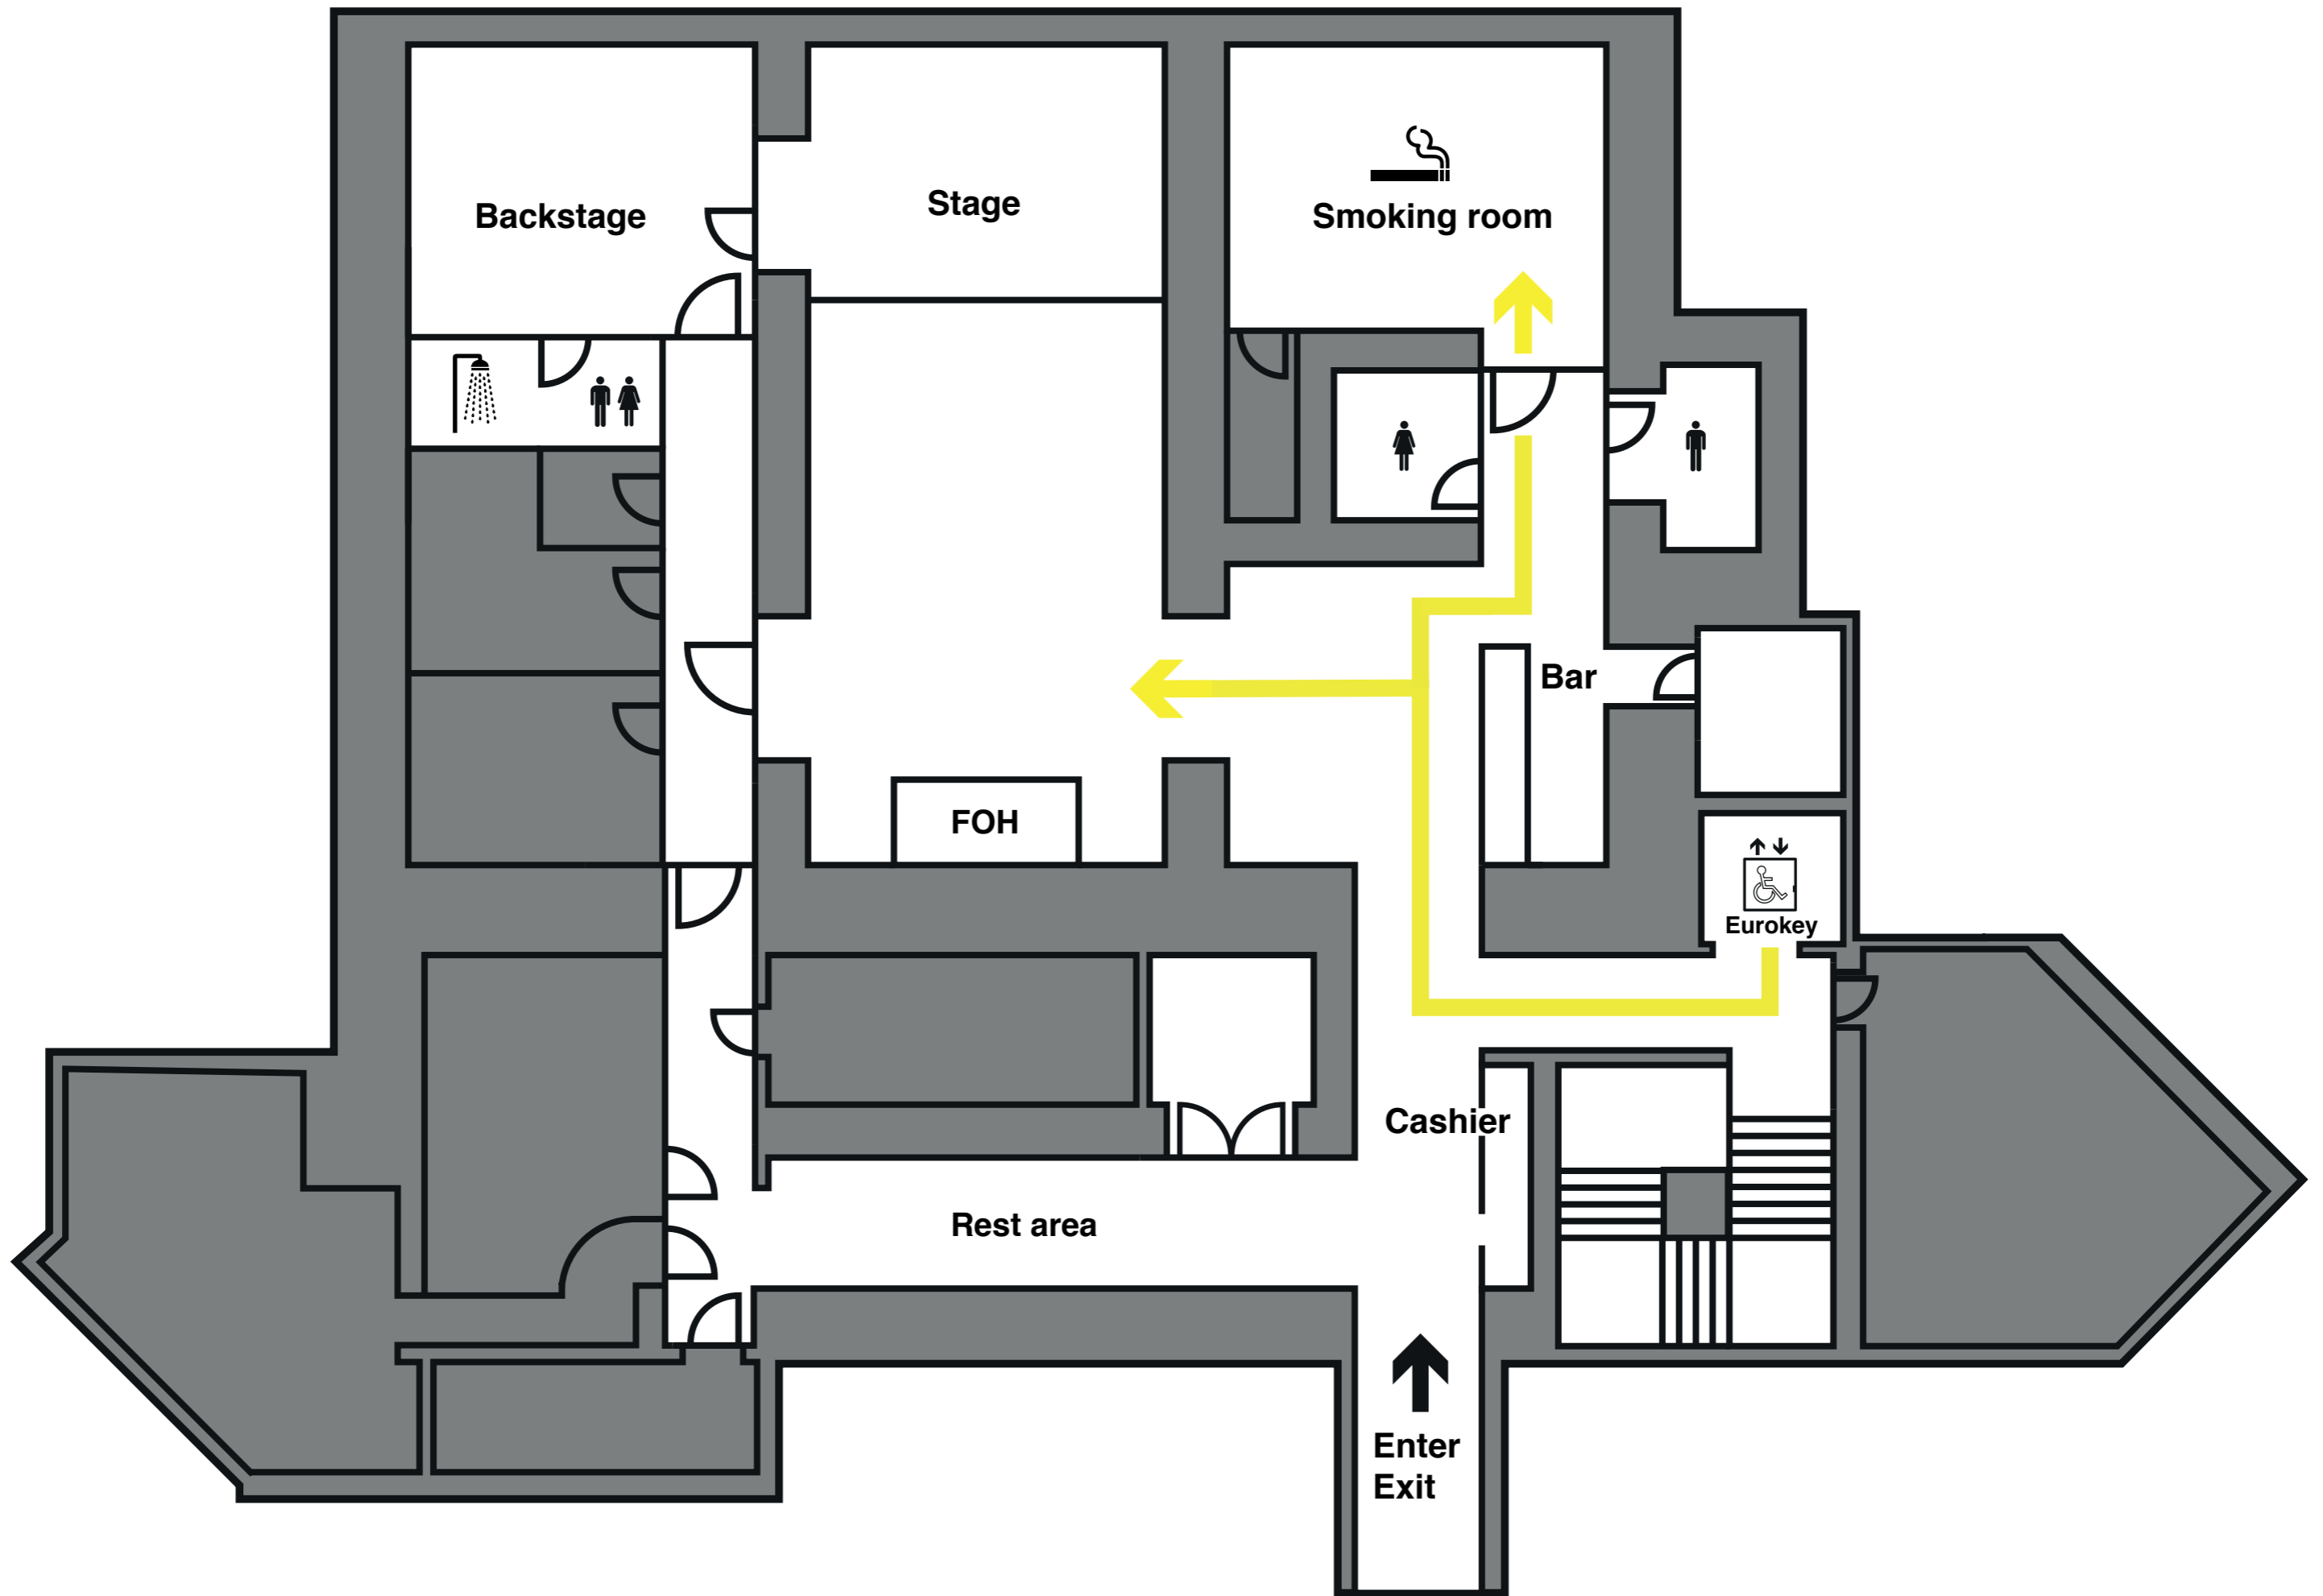 Backstage
Stage
Smoking room
Bar
FOH
Eurokey
Cashier
Rest area
Enter
Exit